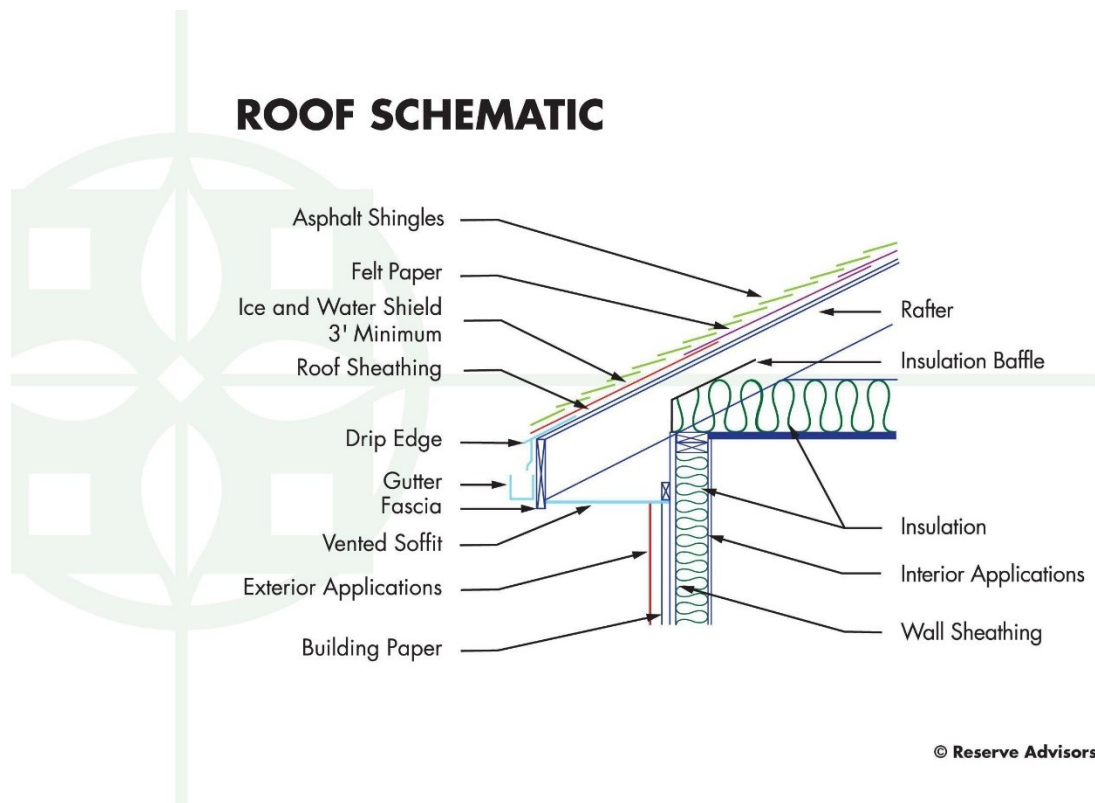 ROOF SCHEMATIC
Asphalt Shingles
Felt Paper
Ice and Water Shield
3' Minimum
Roof Sheathing
Drip Edge
Gutter
Fascia
Vented Soffit
Exterior Applications
Building Paper
Rafter
Insulation Baffle
Insulation
Interior Applications
Wall Sheathing
© Reserve Advisors